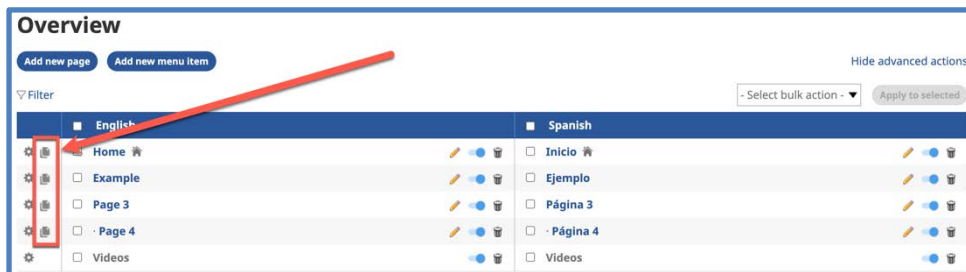 Overview
Add new page Add new menu item Hide advanced actions
Filter - Select bulk action - Apply to selected
English Spanish
Home Inicio
Example Ejemplo
Page 3 Página 3
· Page 4 · Página 4
Videos Videos